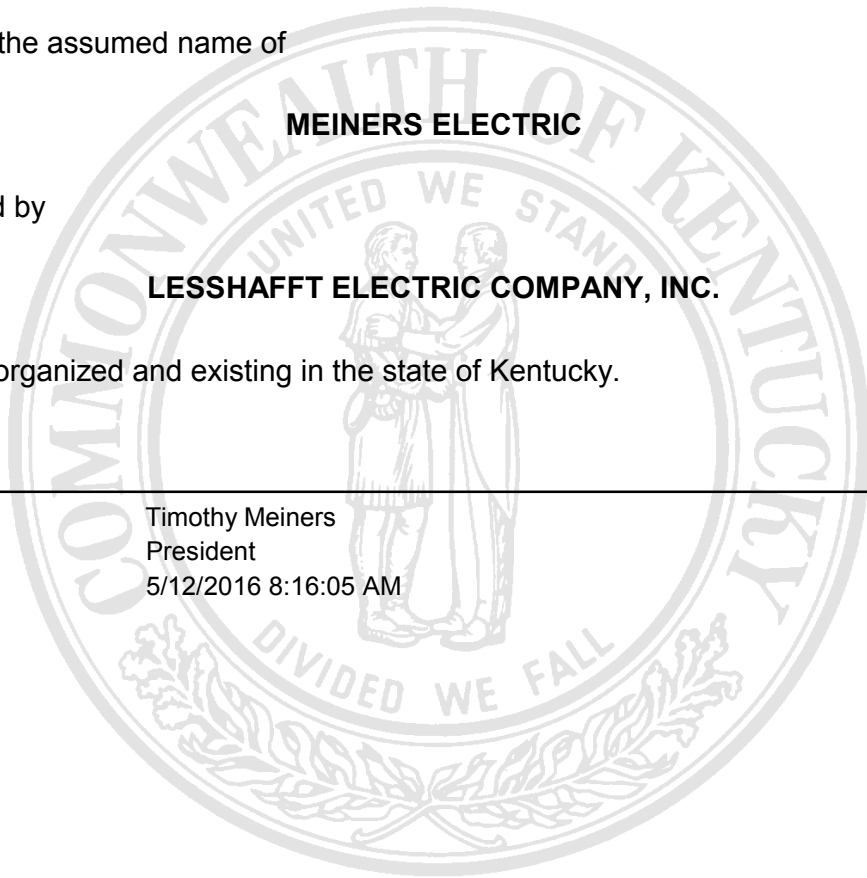 the assumed name of
MEINERS ELECTRIC
d by
LESSHAFFT ELECTRIC COMPANY, INC.
organized and existing in the state of Kentucky.
Timothy Meiners
President
5/12/2016 8:16:05 AM
COMMONWEALTH OF KENTUCKY
UNITED WE STAND
DIVIDED WE FALL